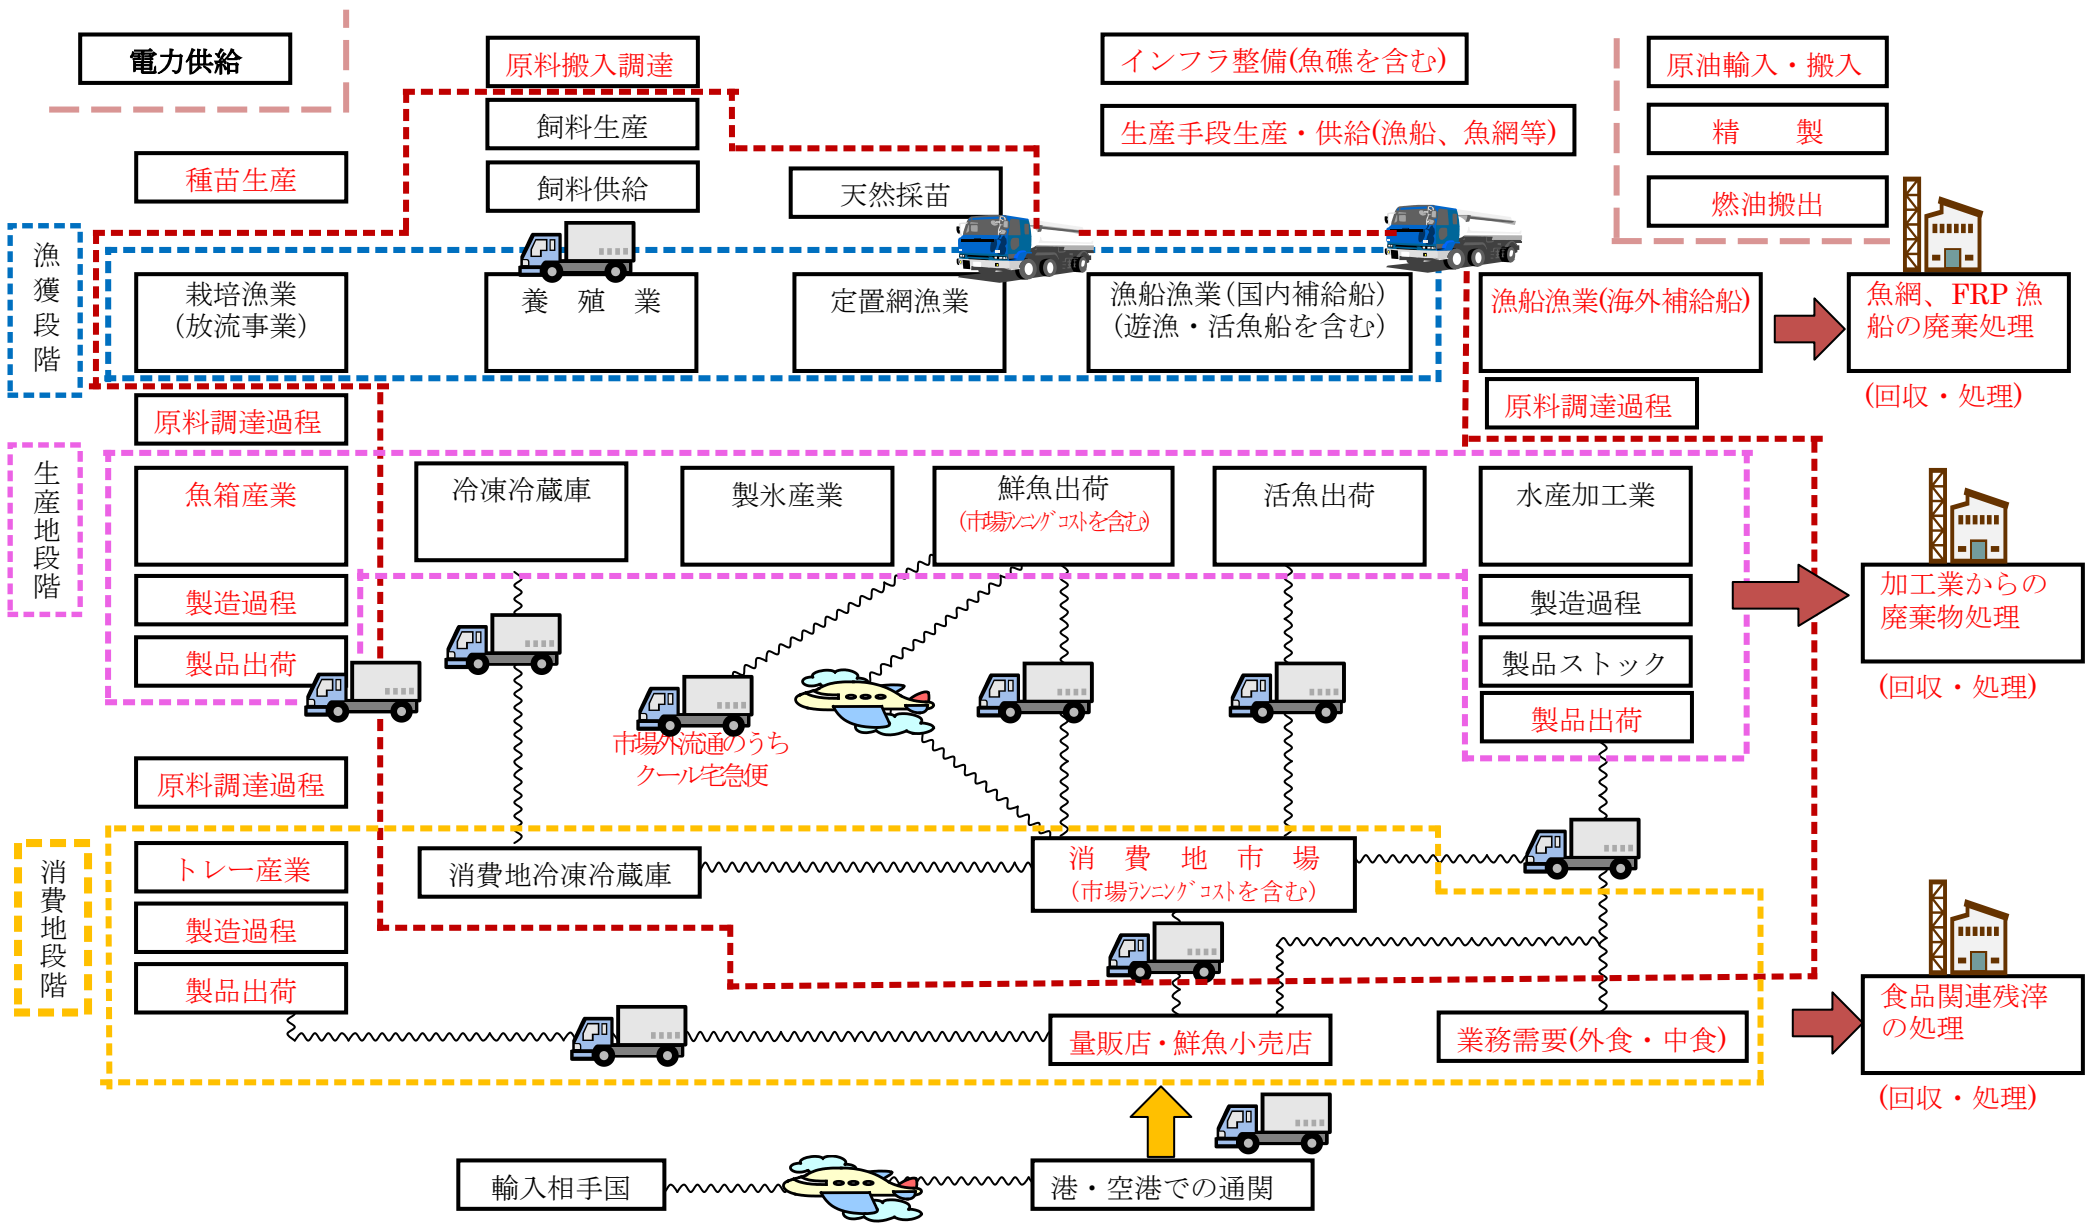 電力供給
原料搬入調達
飼料生産
飼料供給
種苗生産
天然採苗
インフラ整備(魚礁を含む)
生産手段生産・供給(漁船、魚網等)
原油輸入・搬入
精　製
燃油搬出
漁獲段階
栽培漁業
(放流事業)
養　殖　業
定置網漁業
漁船漁業(国内補給船)
(遊漁・活魚船を含む)
漁船漁業(海外補給船)
魚網、FRP 漁
船の廃棄処理
(回収・処理)
原料調達過程
原料調達過程
生産地段階
魚箱産業
冷凍冷蔵庫
製氷産業
鮮魚出荷
(市場ﾗﾝﾆﾝｸﾞｺｽﾄを含む)
活魚出荷
水産加工業
製造過程
製品出荷
製造過程
製品ストック
製品出荷
加工業からの
廃棄物処理
(回収・処理)
市場外流通のうち
クール宅急便
原料調達過程
消費地段階
トレー産業
製造過程
製品出荷
消費地冷凍冷蔵庫
消　費　地　市　場
(市場ﾗﾝﾆﾝｸﾞｺｽﾄを含む)
量販店・鮮魚小売店
業務需要(外食・中食)
食品関連残滓
の処理
(回収・処理)
輸入相手国
港・空港での通関